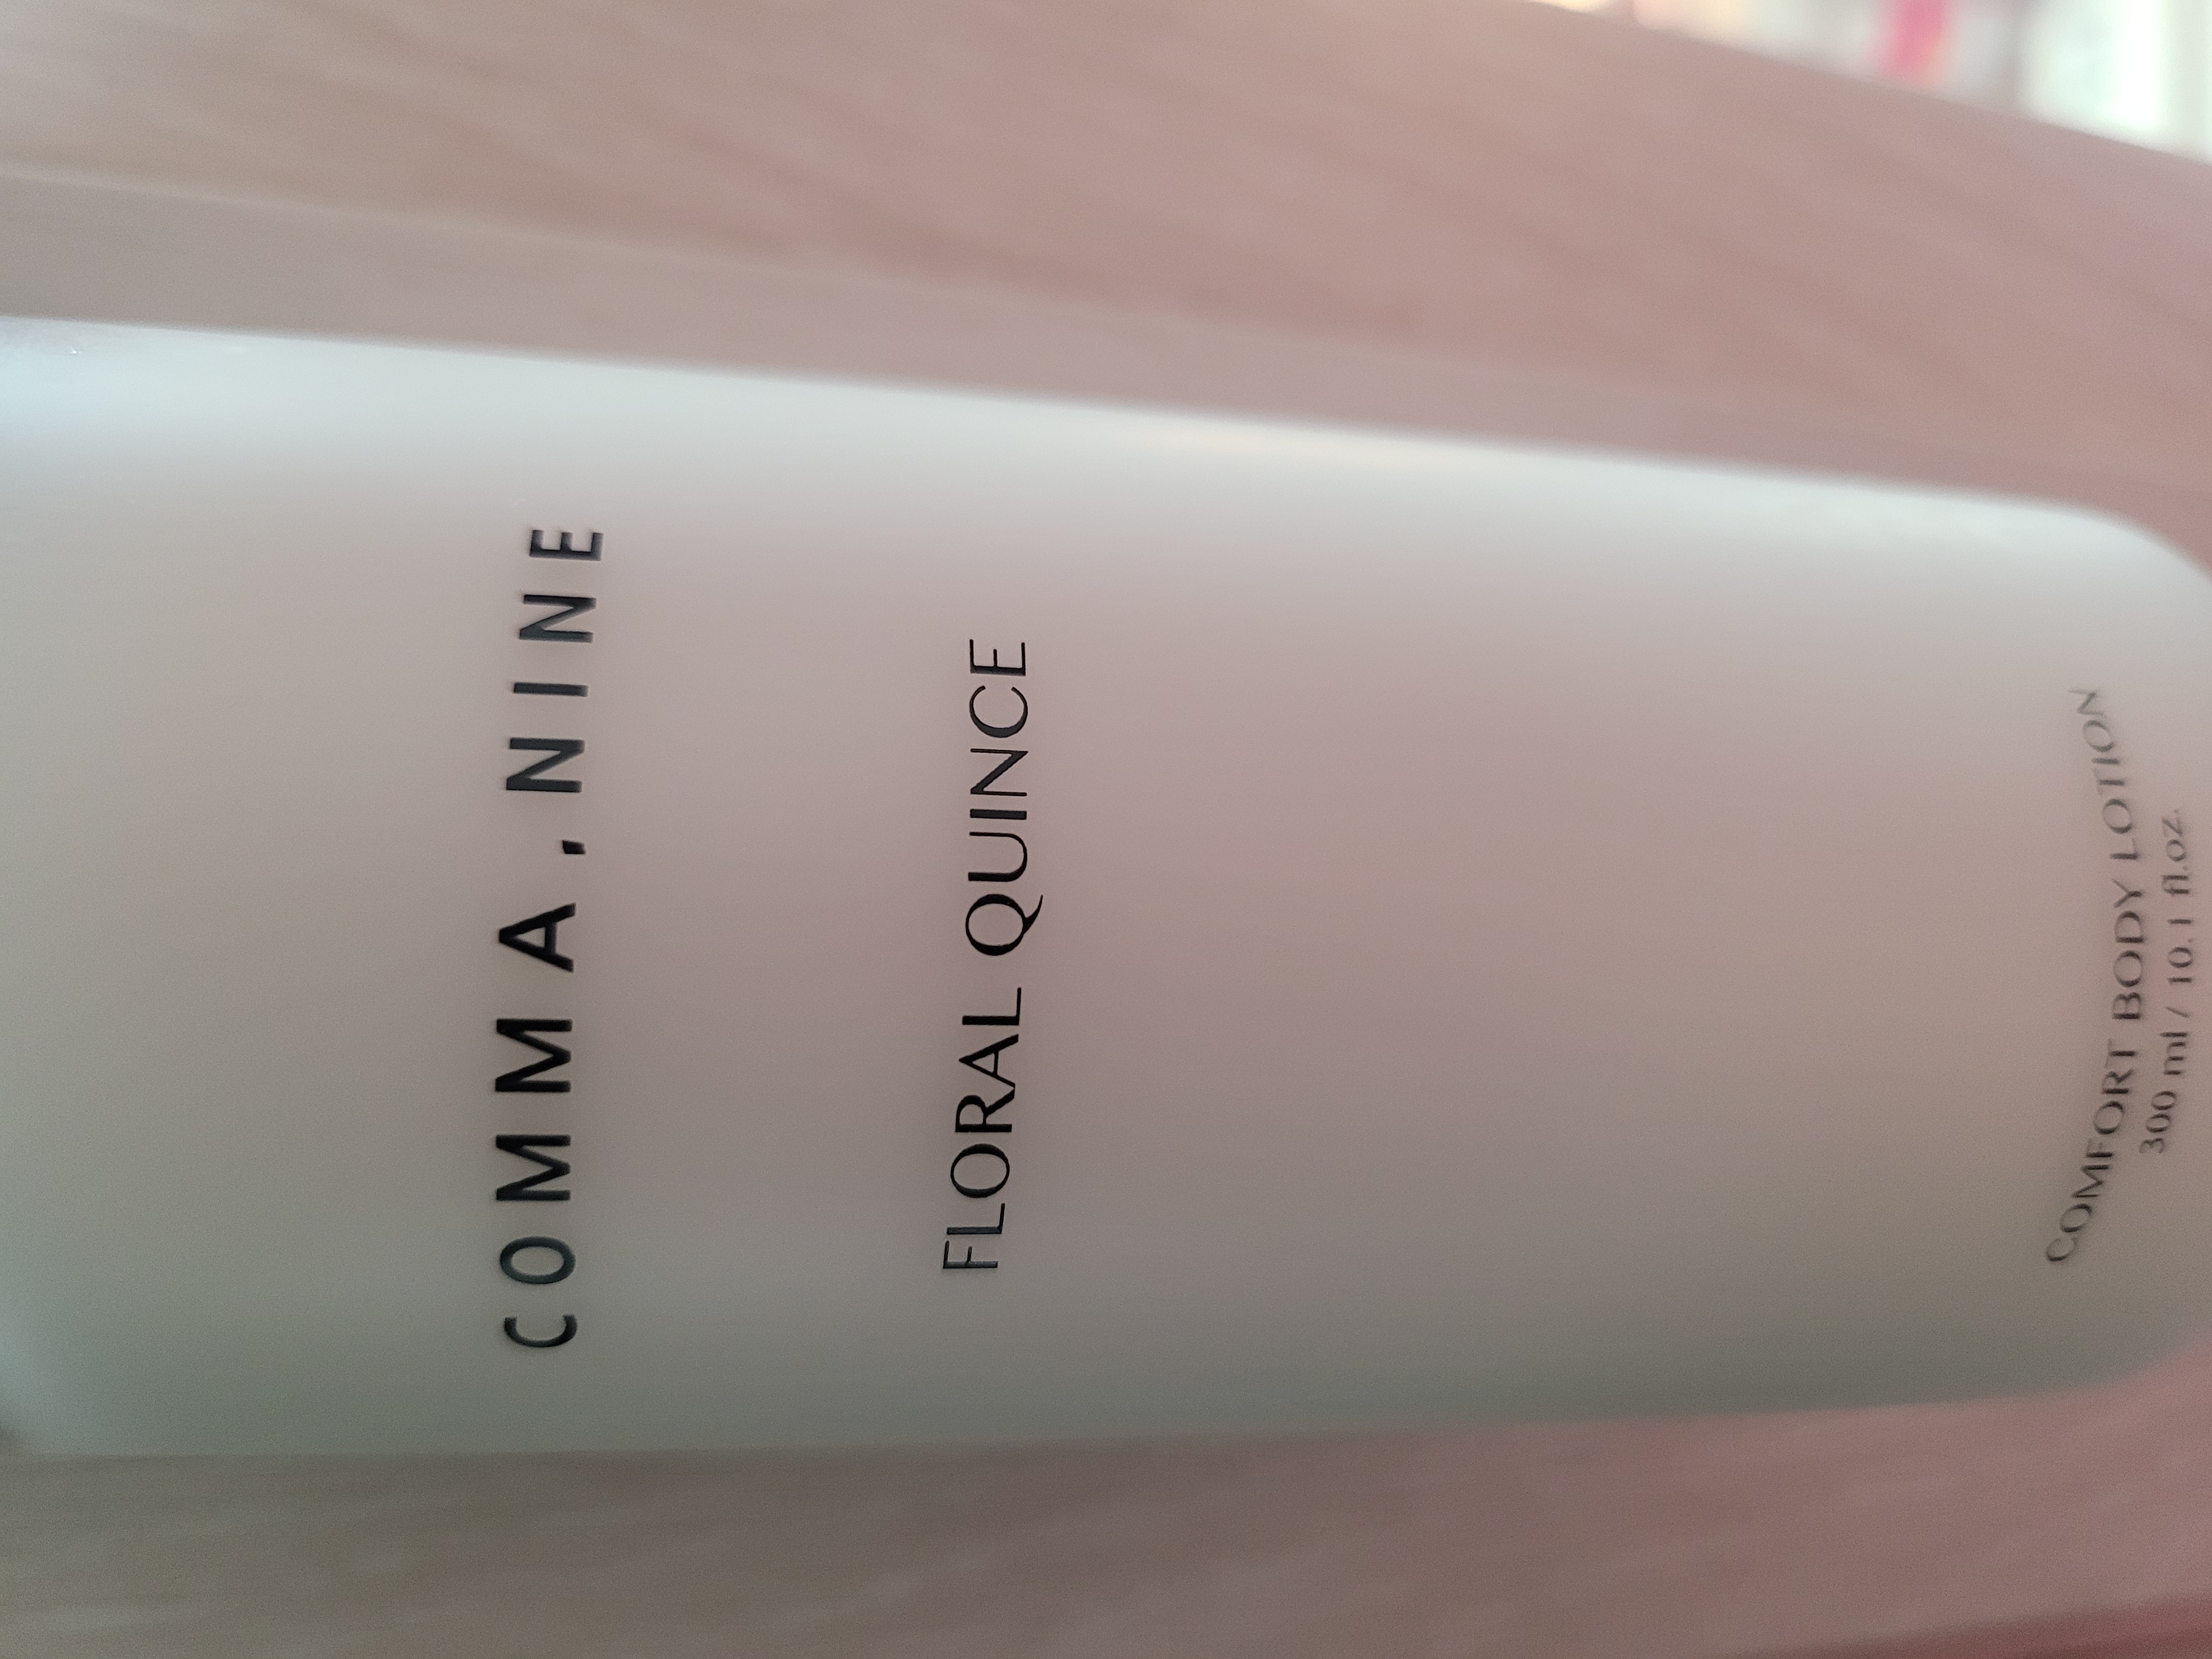 COMMA.NINE
FLORAL QUINCE
COMFORT BODY LOTION
300 ml / 10.1 fl.oz.